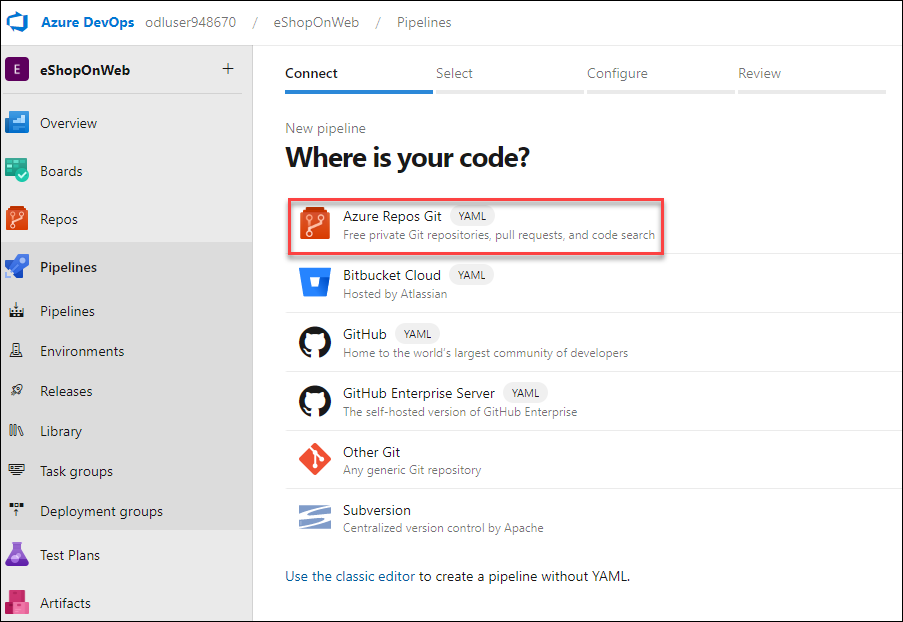 Azure DevOps odluser948670 / eShopOnWeb / Pipelines
E eShopOnWeb +
Overview
Boards
Repos
Pipelines
Pipelines
Environments
Releases
Library
Task groups
Deployment groups
Test Plans
Artifacts
Connect Select Configure Review
New pipeline
Where is your code?
Azure Repos Git YAML
Free private Git repositories, pull requests, and code search
Bitbucket Cloud YAML
Hosted by Atlassian
GitHub YAML
Home to the world's largest community of developers
GitHub Enterprise Server YAML
The self-hosted version of GitHub Enterprise
Other Git
Any generic Git repository
Subversion
Centralized version control by Apache
Use the classic editor to create a pipeline without YAML.